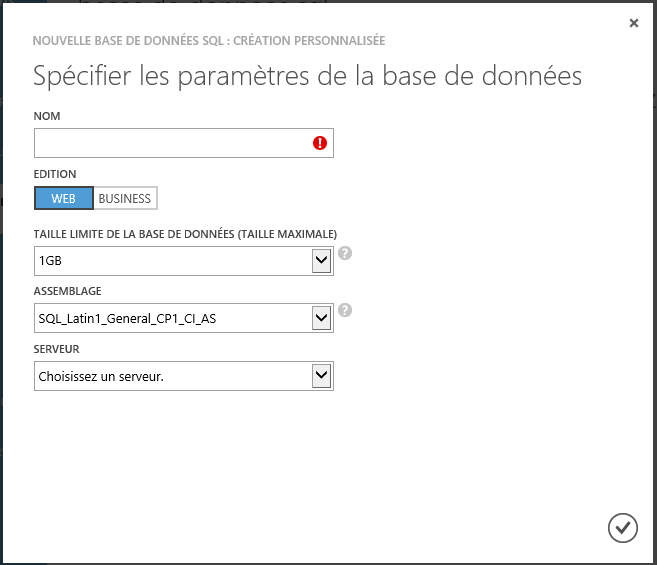 NOUVELLE BASE DE DONNÉES SQL : CRÉATION PERSONNALISÉE
Spécifier les paramètres de la base de données
NOM
EDITION
WEB BUSINESS
TAILLE LIMITE DE LA BASE DE DONNÉES (TAILLE MAXIMALE)
1GB
ASSEMBLAGE
SQL_Latin1_General_CP1_CI_AS
SERVEUR
Choisissez un serveur.